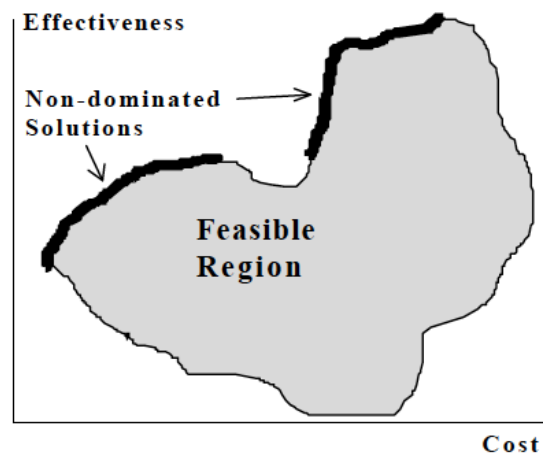 Effectiveness
Non-dominated
Solutions
Feasible
Region
Cost